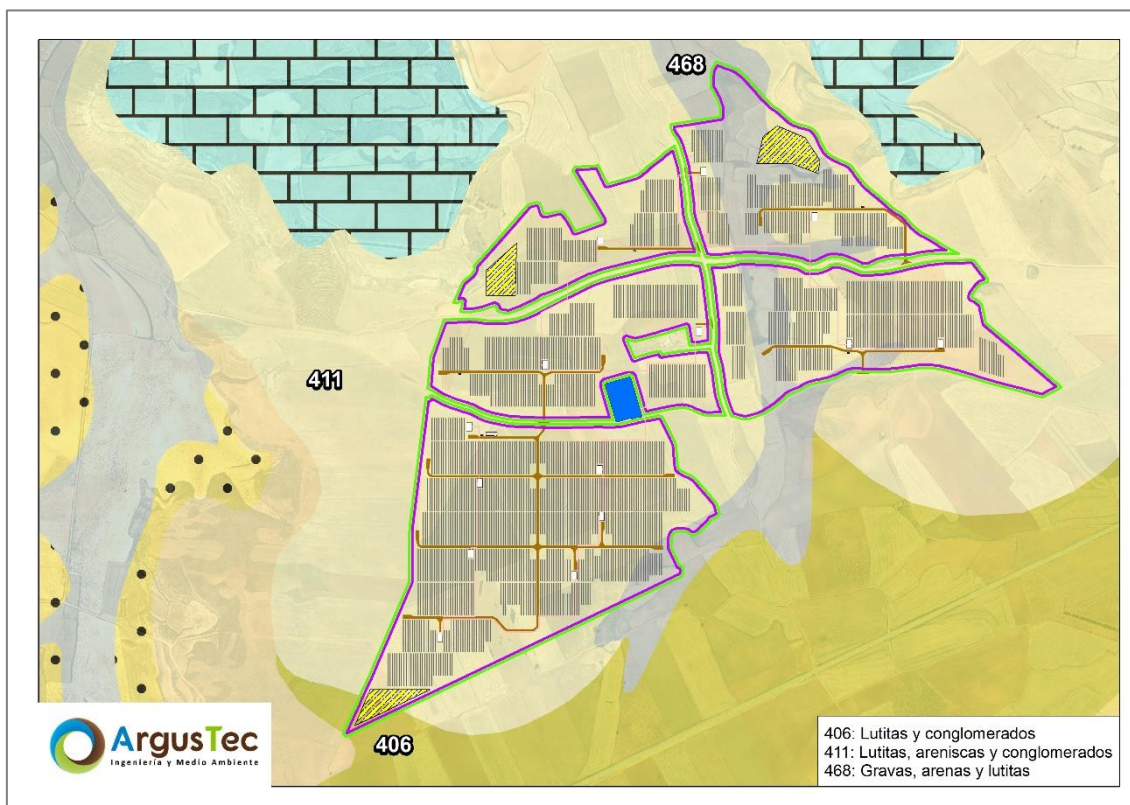 468
411
406
ArgusTec
Ingeniería y Medio Ambiente
406: Lutitas y conglomerados
411: Lutitas, areniscas y conglomerados
468: Gravas, arenas y lutitas